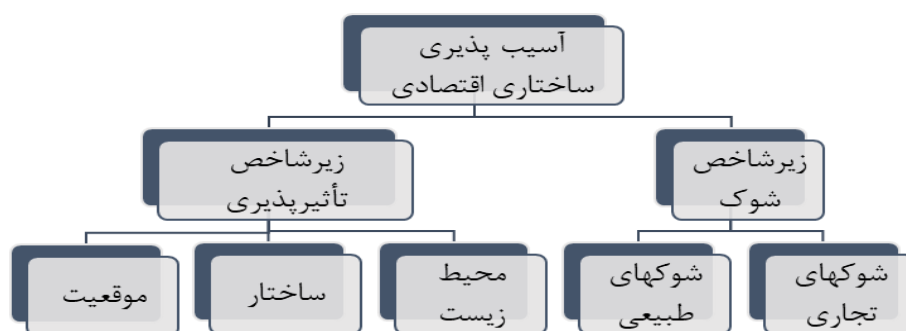 آسیب پذیری
ساختاری اقتصادی
زیرشاخص
شوک
زیرشاخص
تأثیرپذیری
شوکهای
تجاری
شوکهای
طبیعی
محیط
زیست
ساختار
موقعیت